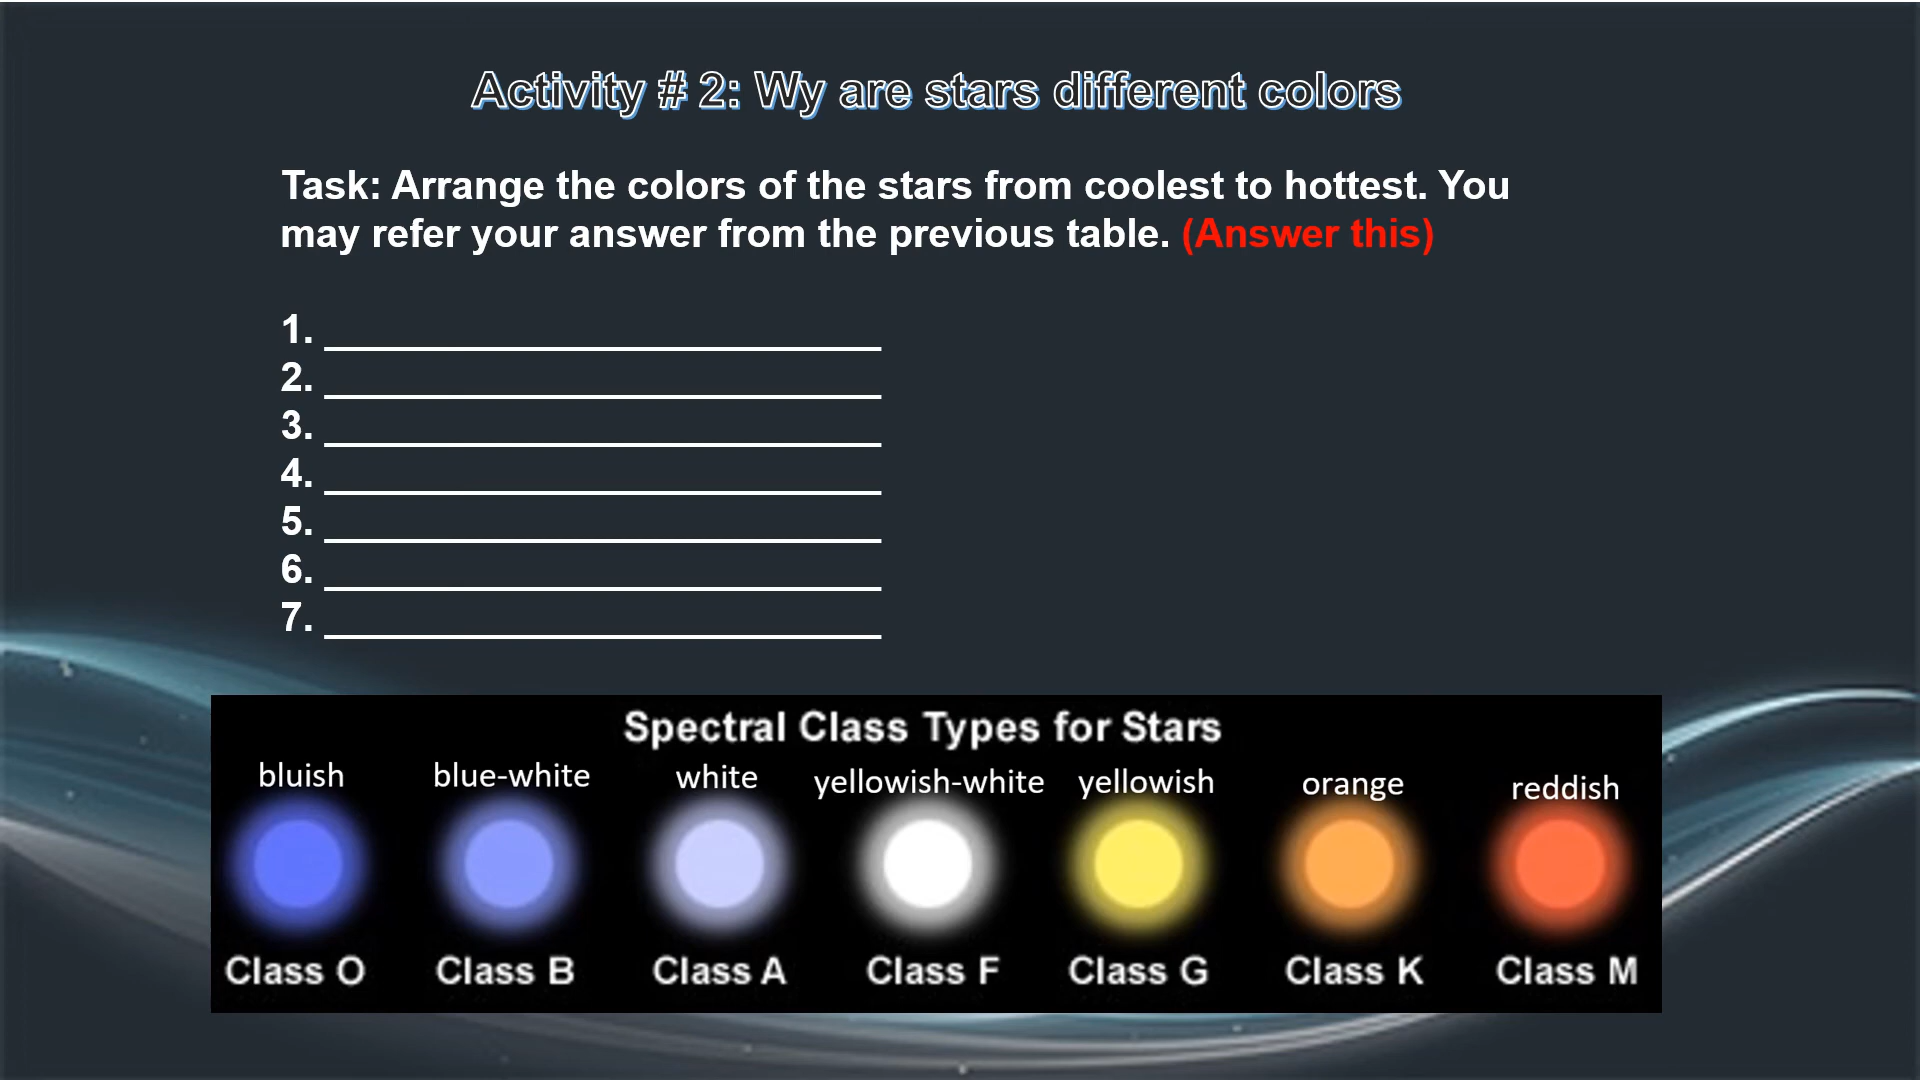 Activity # 2: Wy are stars different colors
Task: Arrange the colors of the stars from coolest to hottest. You
may refer your answer from the previous table. (Answer this)
1. ___________________________
2. ___________________________
3. ___________________________
4. ___________________________
5. ___________________________
6. ___________________________
7. ___________________________
Spectral Class Types for Stars
bluish blue-white white yellowish-white yellowish orange reddish
Class O Class B Class A Class F Class G Class K Class M